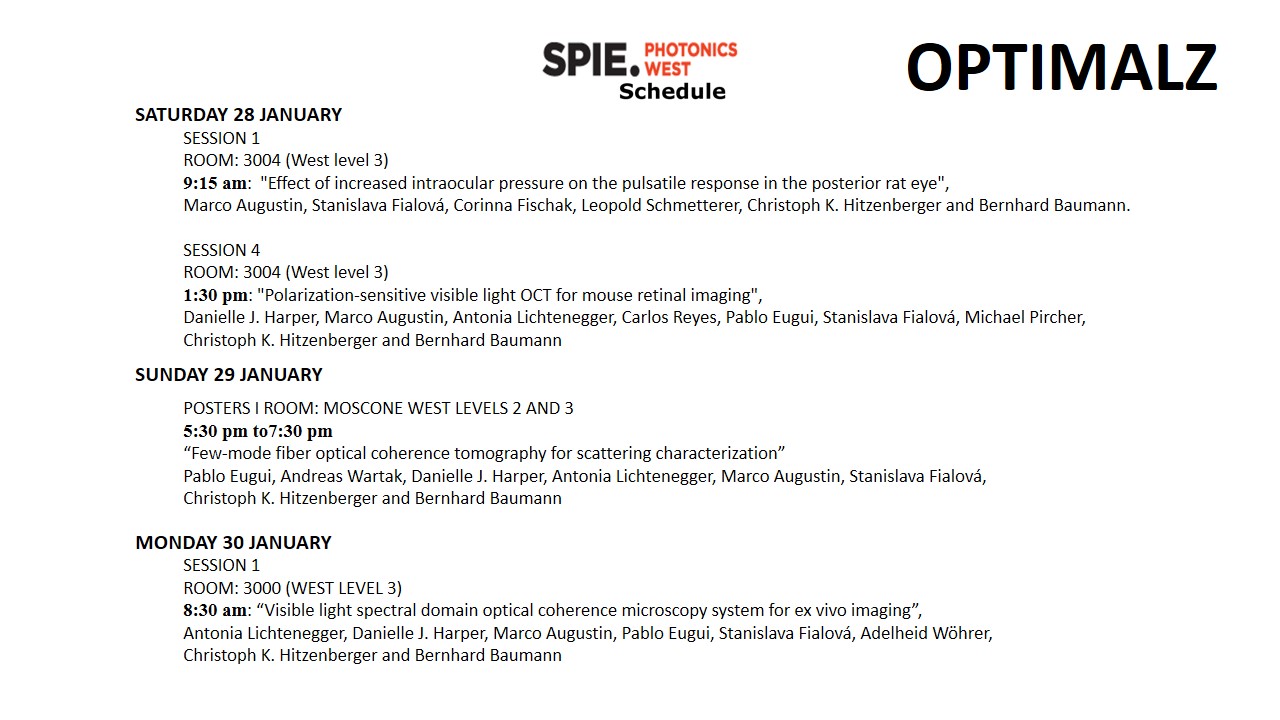 SPIE. PHOTONICS WEST
Schedule
OPTIMALZ
SATURDAY 28 JANUARY
SESSION 1
ROOM: 3004 (West level 3)
9:15 am:  "Effect of increased intraocular pressure on the pulsatile response in the posterior rat eye",
Marco Augustin, Stanislava Fialová, Corinna Fischak, Leopold Schmetterer, Christoph K. Hitzenberger and Bernhard Baumann.
SESSION 4
ROOM: 3004 (West level 3)
1:30 pm: "Polarization-sensitive visible light OCT for mouse retinal imaging",
Danielle J. Harper, Marco Augustin, Antonia Lichtenegger, Carlos Reyes, Pablo Eugui, Stanislava Fialová, Michael Pircher,
Christoph K. Hitzenberger and Bernhard Baumann
SUNDAY 29 JANUARY
POSTERS I ROOM: MOSCONE WEST LEVELS 2 AND 3
5:30 pm to7:30 pm
“Few-mode fiber optical coherence tomography for scattering characterization”
Pablo Eugui, Andreas Wartak, Danielle J. Harper, Antonia Lichtenegger, Marco Augustin, Stanislava Fialová,
Christoph K. Hitzenberger and Bernhard Baumann
MONDAY 30 JANUARY
SESSION 1
ROOM: 3000 (WEST LEVEL 3)
8:30 am: “Visible light spectral domain optical coherence microscopy system for ex vivo imaging”,
Antonia Lichtenegger, Danielle J. Harper, Marco Augustin, Pablo Eugui, Stanislava Fialová, Adelheid Wöhrer,
Christoph K. Hitzenberger and Bernhard Baumann